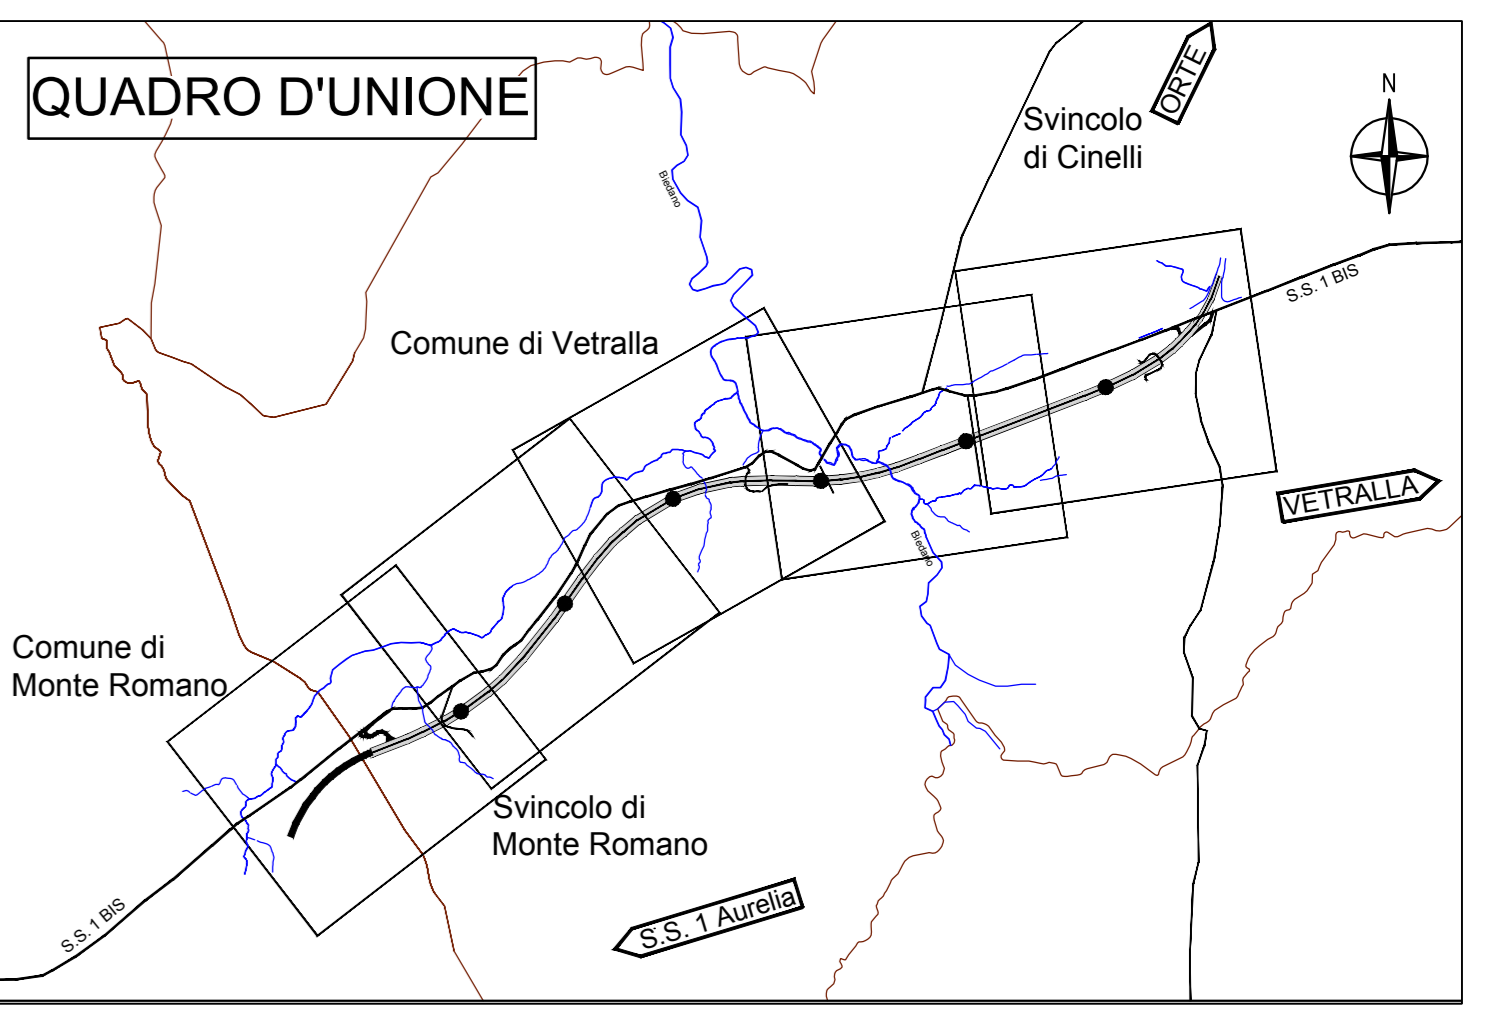 QUADRO D'UNIONE
ORTE
N
Svincolo
di Cinelli
Biedano
S.S. 1 BIS
Comune di Vetralla
VETRALLA
Biedano
Comune di
Monte Romano
Svincolo di
Monte Romano
S.S. 1 Aurelia
S.S. 1 BIS